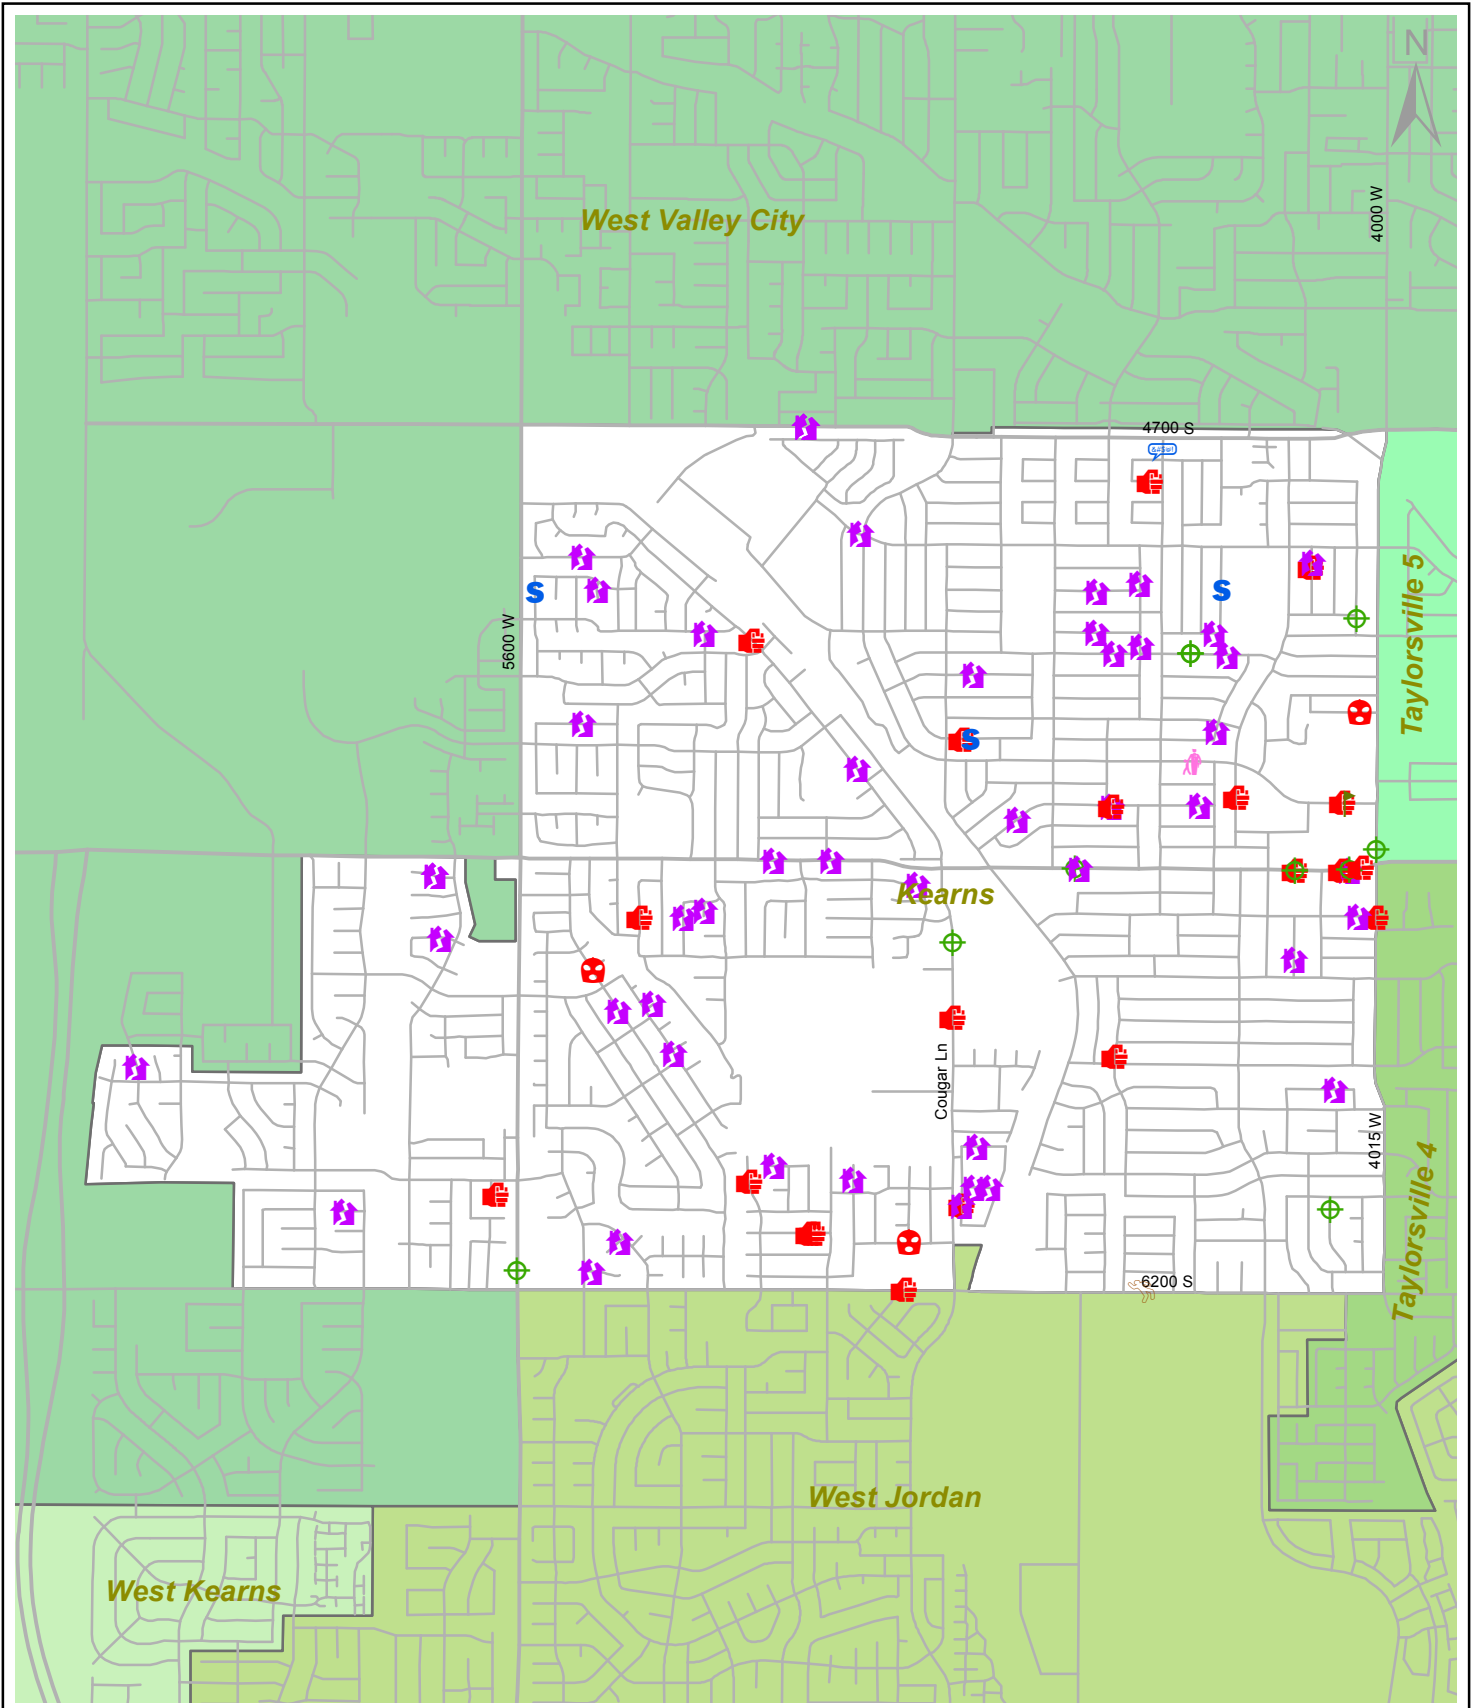 N
4000 W
West Valley City
4700 S
&#$@!
Taylorsville 5
S
S
5600 W
S
Kearns
Cougar Ln
4015 W
Taylorsville 4
6200 S
West Jordan
West Kearns